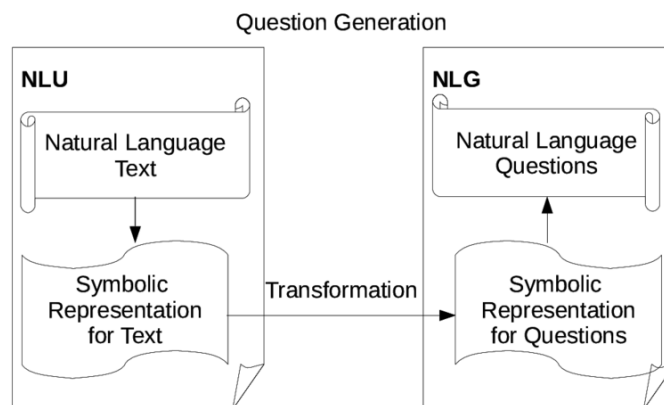 Question Generation
NLU
Natural Language
Text
Symbolic
Representation
for Text
Transformation
NLG
Natural Language
Questions
Symbolic
Representation
for Questions